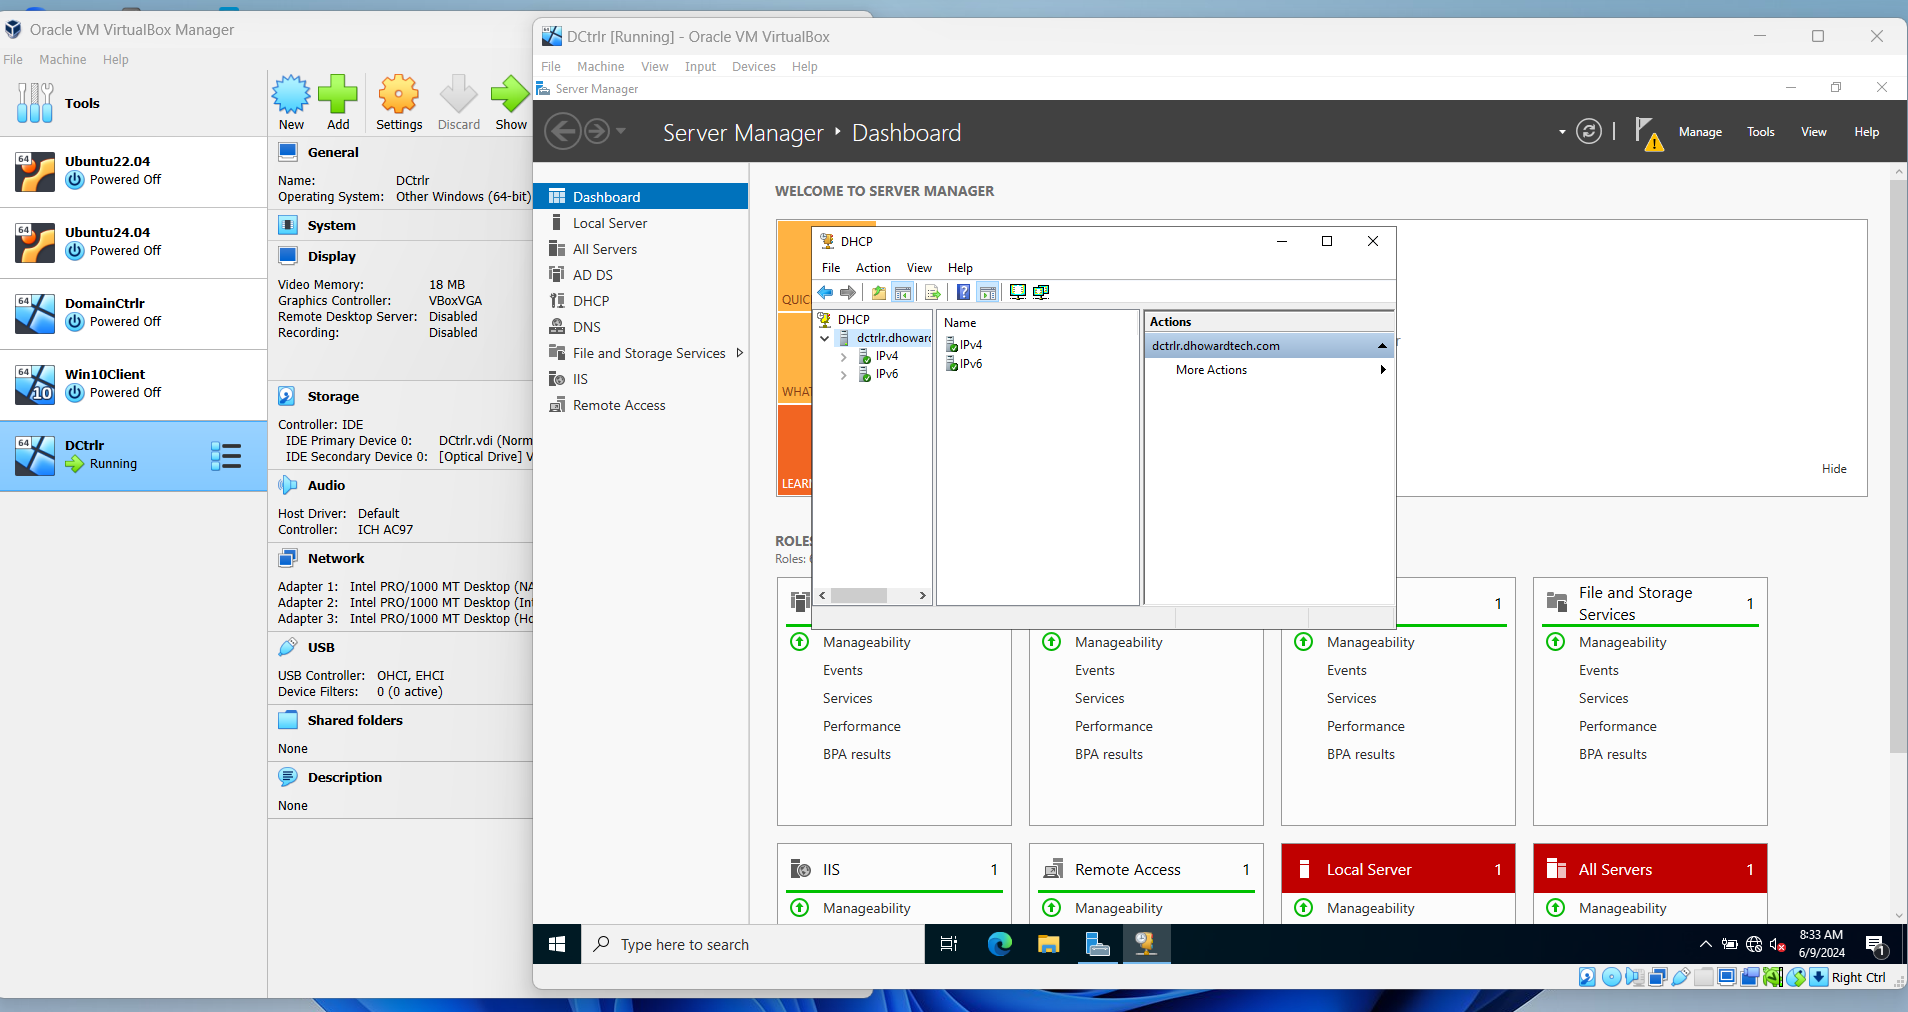 Oracle VM VirtualBox Manager
File Machine Help
Tools
New Add Settings Discard Show
64 Ubuntu22.04
Powered Off
64 Ubuntu24.04
Powered Off
64 DomainCtrlr
Powered Off
64 10 Win10Client
Powered Off
64 DCtrlr
Running
General
Name: DCtrlr
Operating System: Other Windows (64-bit)
System
Display
Video Memory: 18 MB
Graphics Controller: VBoxVGA
Remote Desktop Server: Disabled
Recording: Disabled
Storage
Controller: IDE
IDE Primary Device 0: DCtrlr.vdi (Norm
IDE Secondary Device 0: [Optical Drive] V
Audio
Host Driver: Default
Controller: ICH AC97
Network
Adapter 1: Intel PRO/1000 MT Desktop (NA
Adapter 2: Intel PRO/1000 MT Desktop (Int
Adapter 3: Intel PRO/1000 MT Desktop (Ho
USB
USB Controller: OHCI, EHCI
Device Filters: 0 (0 active)
Shared folders
None
Description
None
DCtrlr [Running] - Oracle VM VirtualBox
File Machine View Input Devices Help
Server Manager
Server Manager Dashboard
Manage Tools View Help
Dashboard
Local Server
All Servers
AD DS
DHCP
DNS
File and Storage Services
IIS
Remote Access
WELCOME TO SERVER MANAGER
QUIC
WHAT
LEARN
Hide
DHCP
File Action View Help
DHCP
dctrlr.dhoward
IPv4
IPv6
Name
IPv4
IPv6
Actions
dctrlr.dhowardtech.com
More Actions
ROLES
Roles:
Manageability
Events
Services
Performance
BPA results
Manageability
Events
Services
Performance
BPA results
1
Manageability
Events
Services
Performance
BPA results
File and Storage Services 1
Manageability
Events
Services
Performance
BPA results
IIS 1
Manageability
Remote Access 1
Manageability
Local Server 1
Manageability
All Servers 1
Manageability
Type here to search
8:33 AM
6/9/2024
1
Right Ctrl